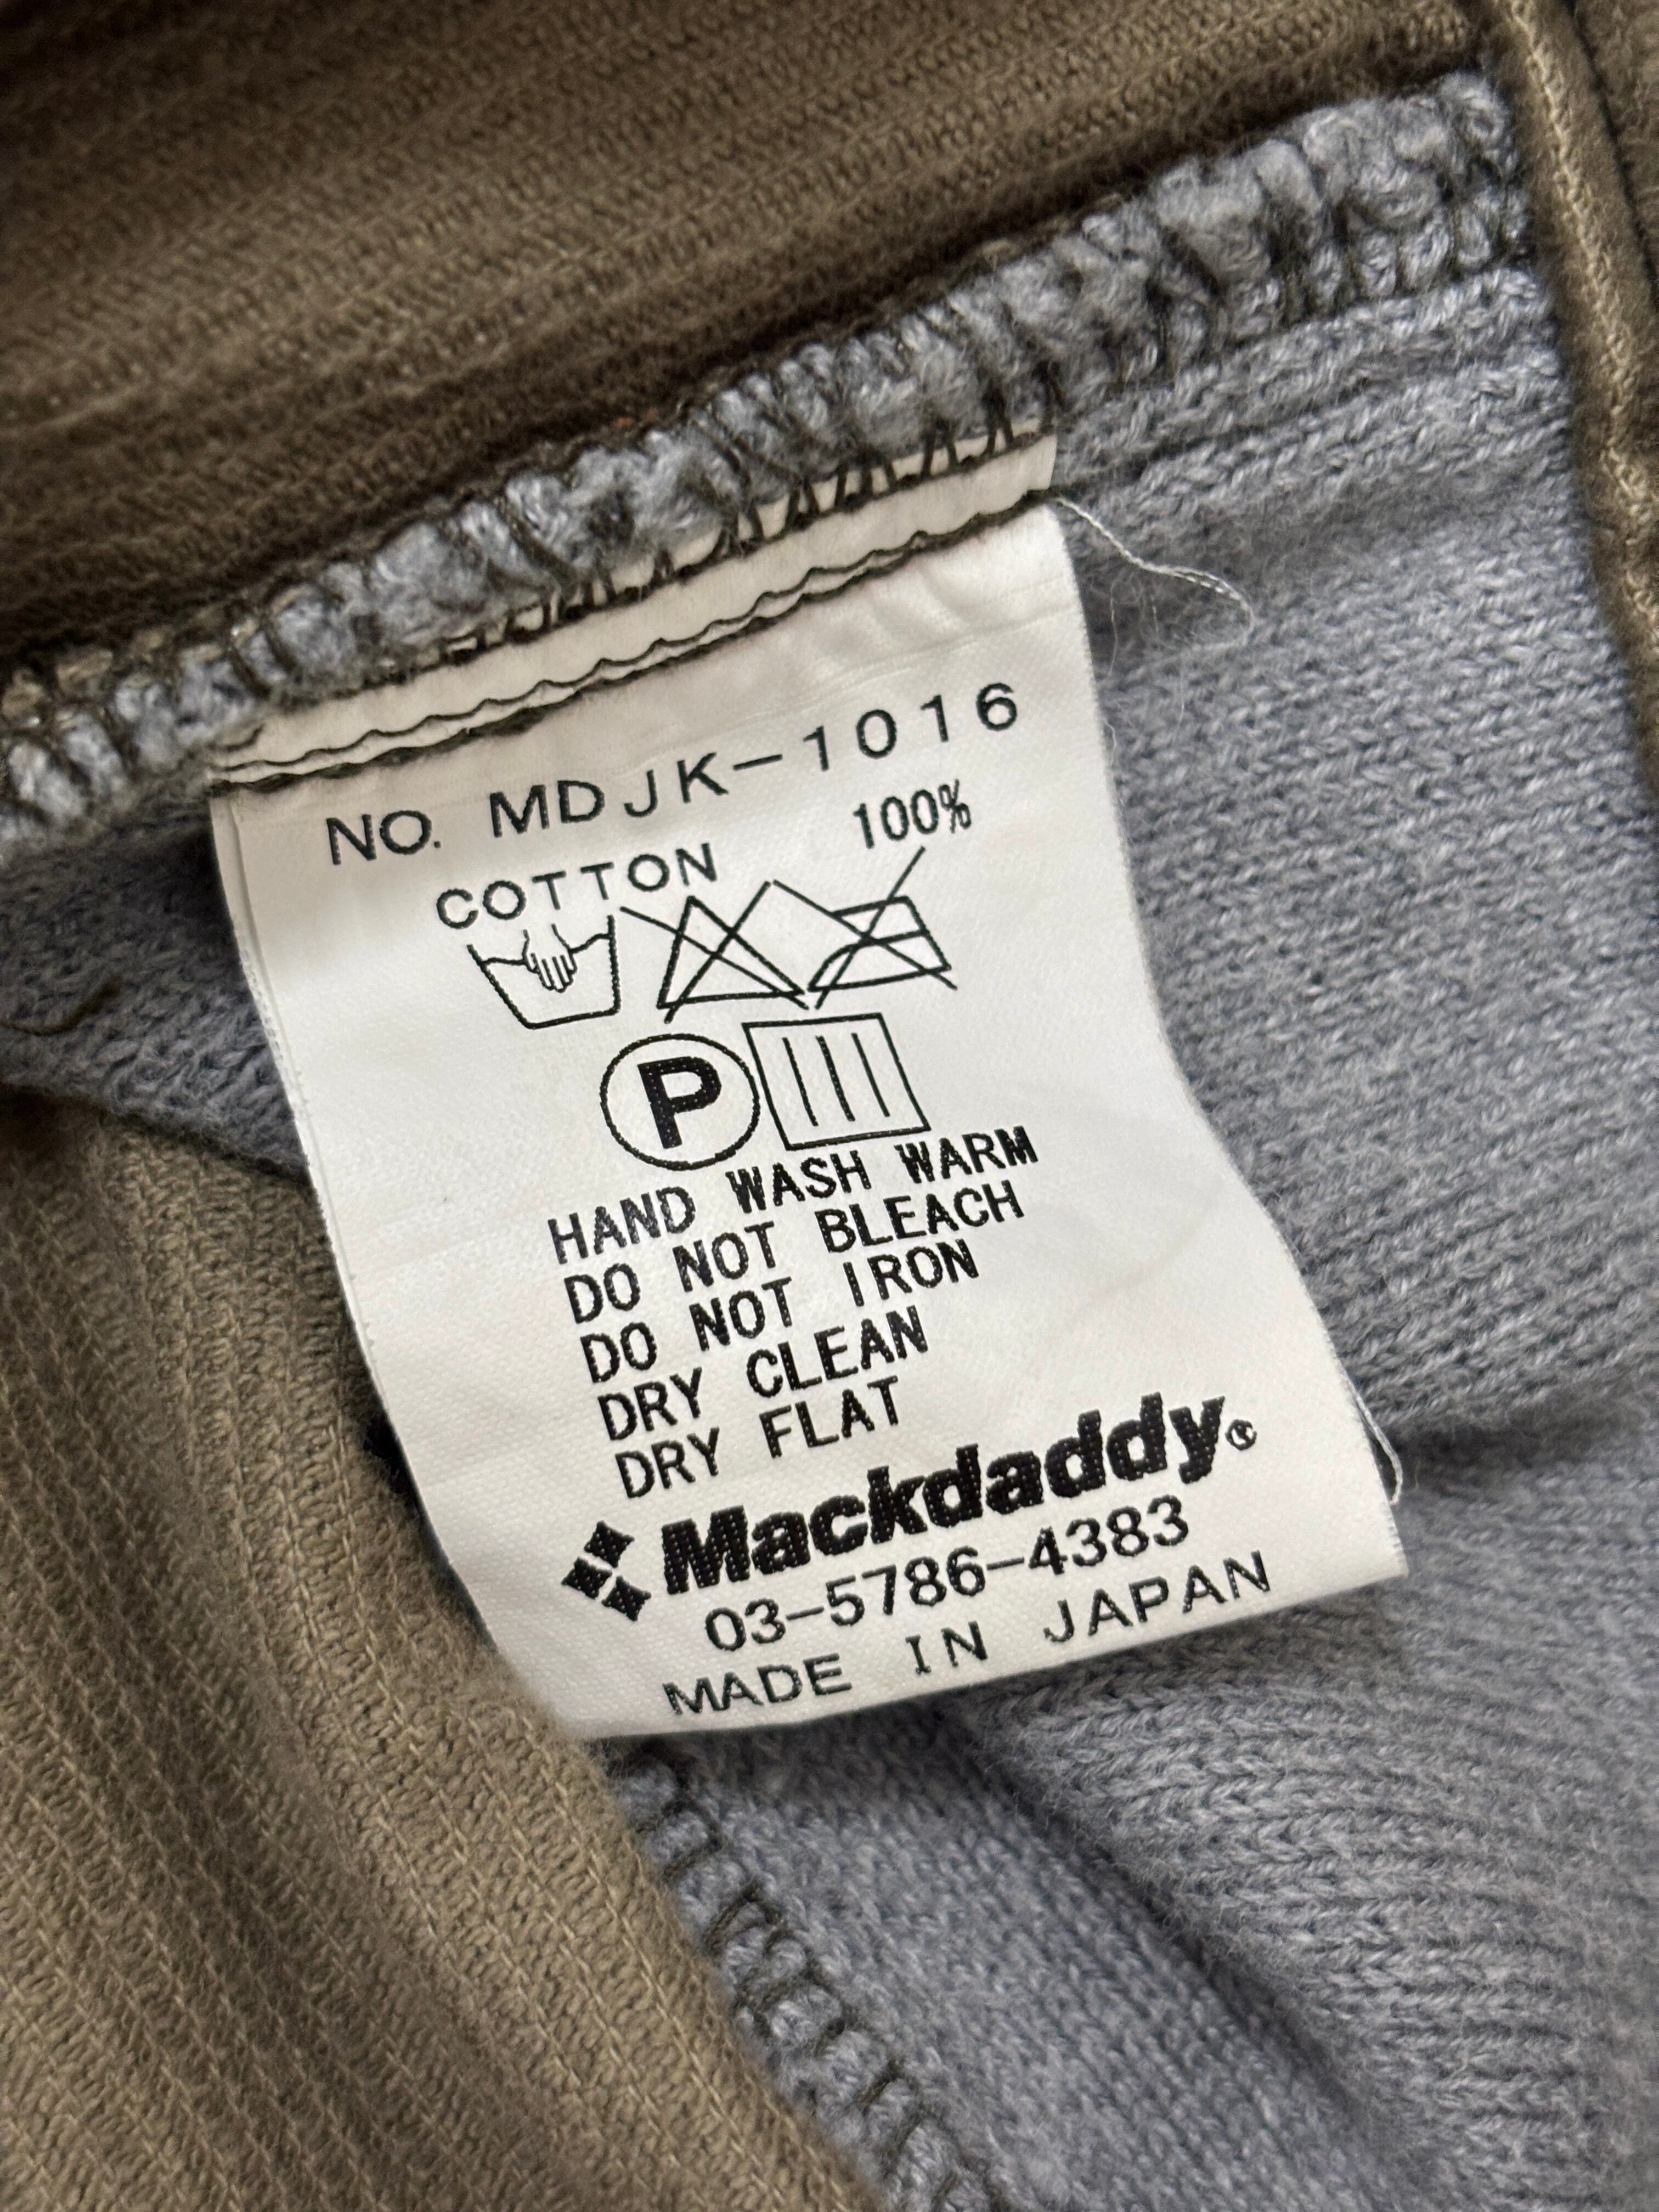 NO. MDJK-1016
COTTON 100%
P
HAND WASH WARM
DO NOT BLEACH
DO NOT IRON
DRY CLEAN
DRY FLAT
Mackdaddy®
03-5786-4383
MADE IN JAPAN